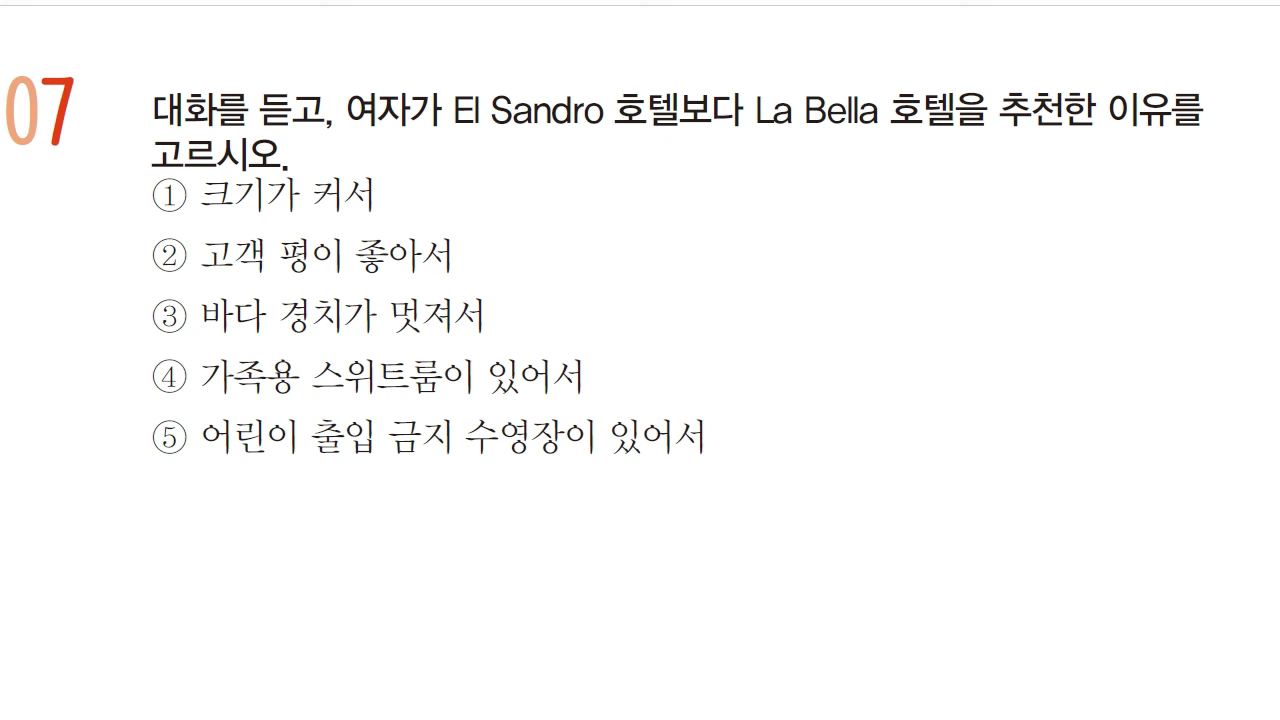 07
대화를 듣고, 여자가 El Sandro 호텔보다 La Bella 호텔을 추천한 이유를
고르시오.
① 크기가 커서
② 고객 평이 좋아서
③ 바다 경치가 멋져서
④ 가족용 스위트룸이 있어서
⑤ 어린이 출입 금지 수영장이 있어서